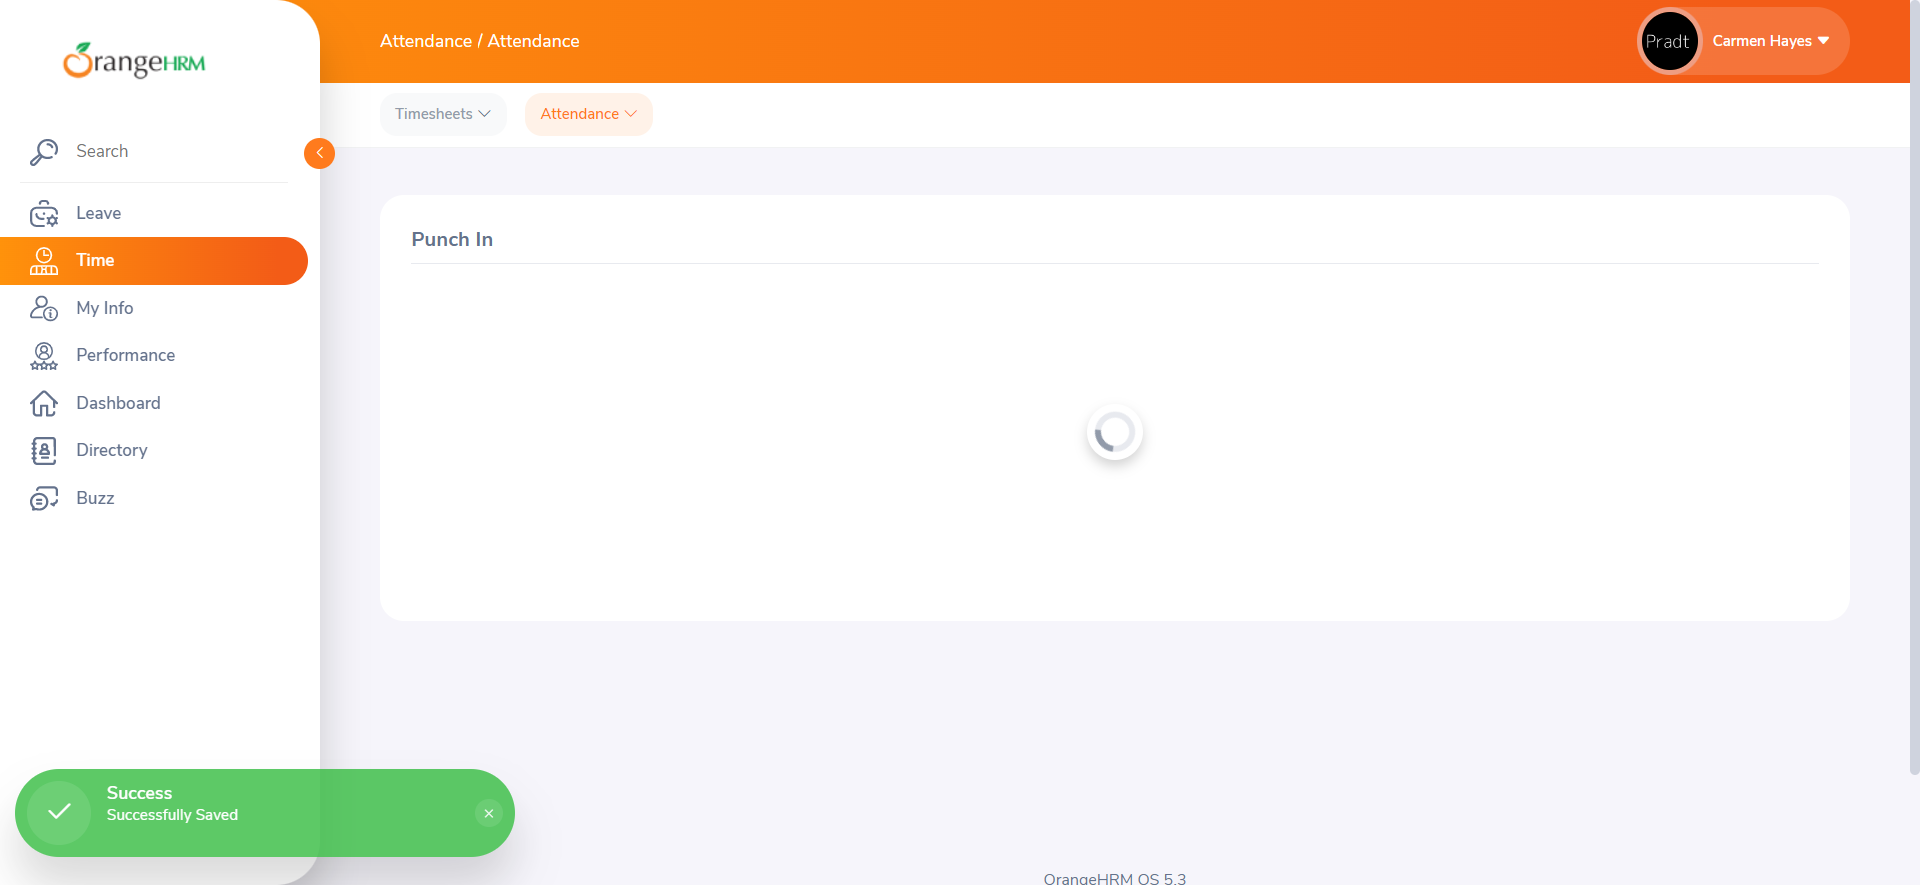 OrangeHRM
Search
Leave
Time
My Info
Performance
Dashboard
Directory
Buzz
Attendance / Attendance
Pradt
Carmen Hayes
Timesheets
Attendance
Punch In
Success
Successfully Saved
OrangeHRM OS 5.3